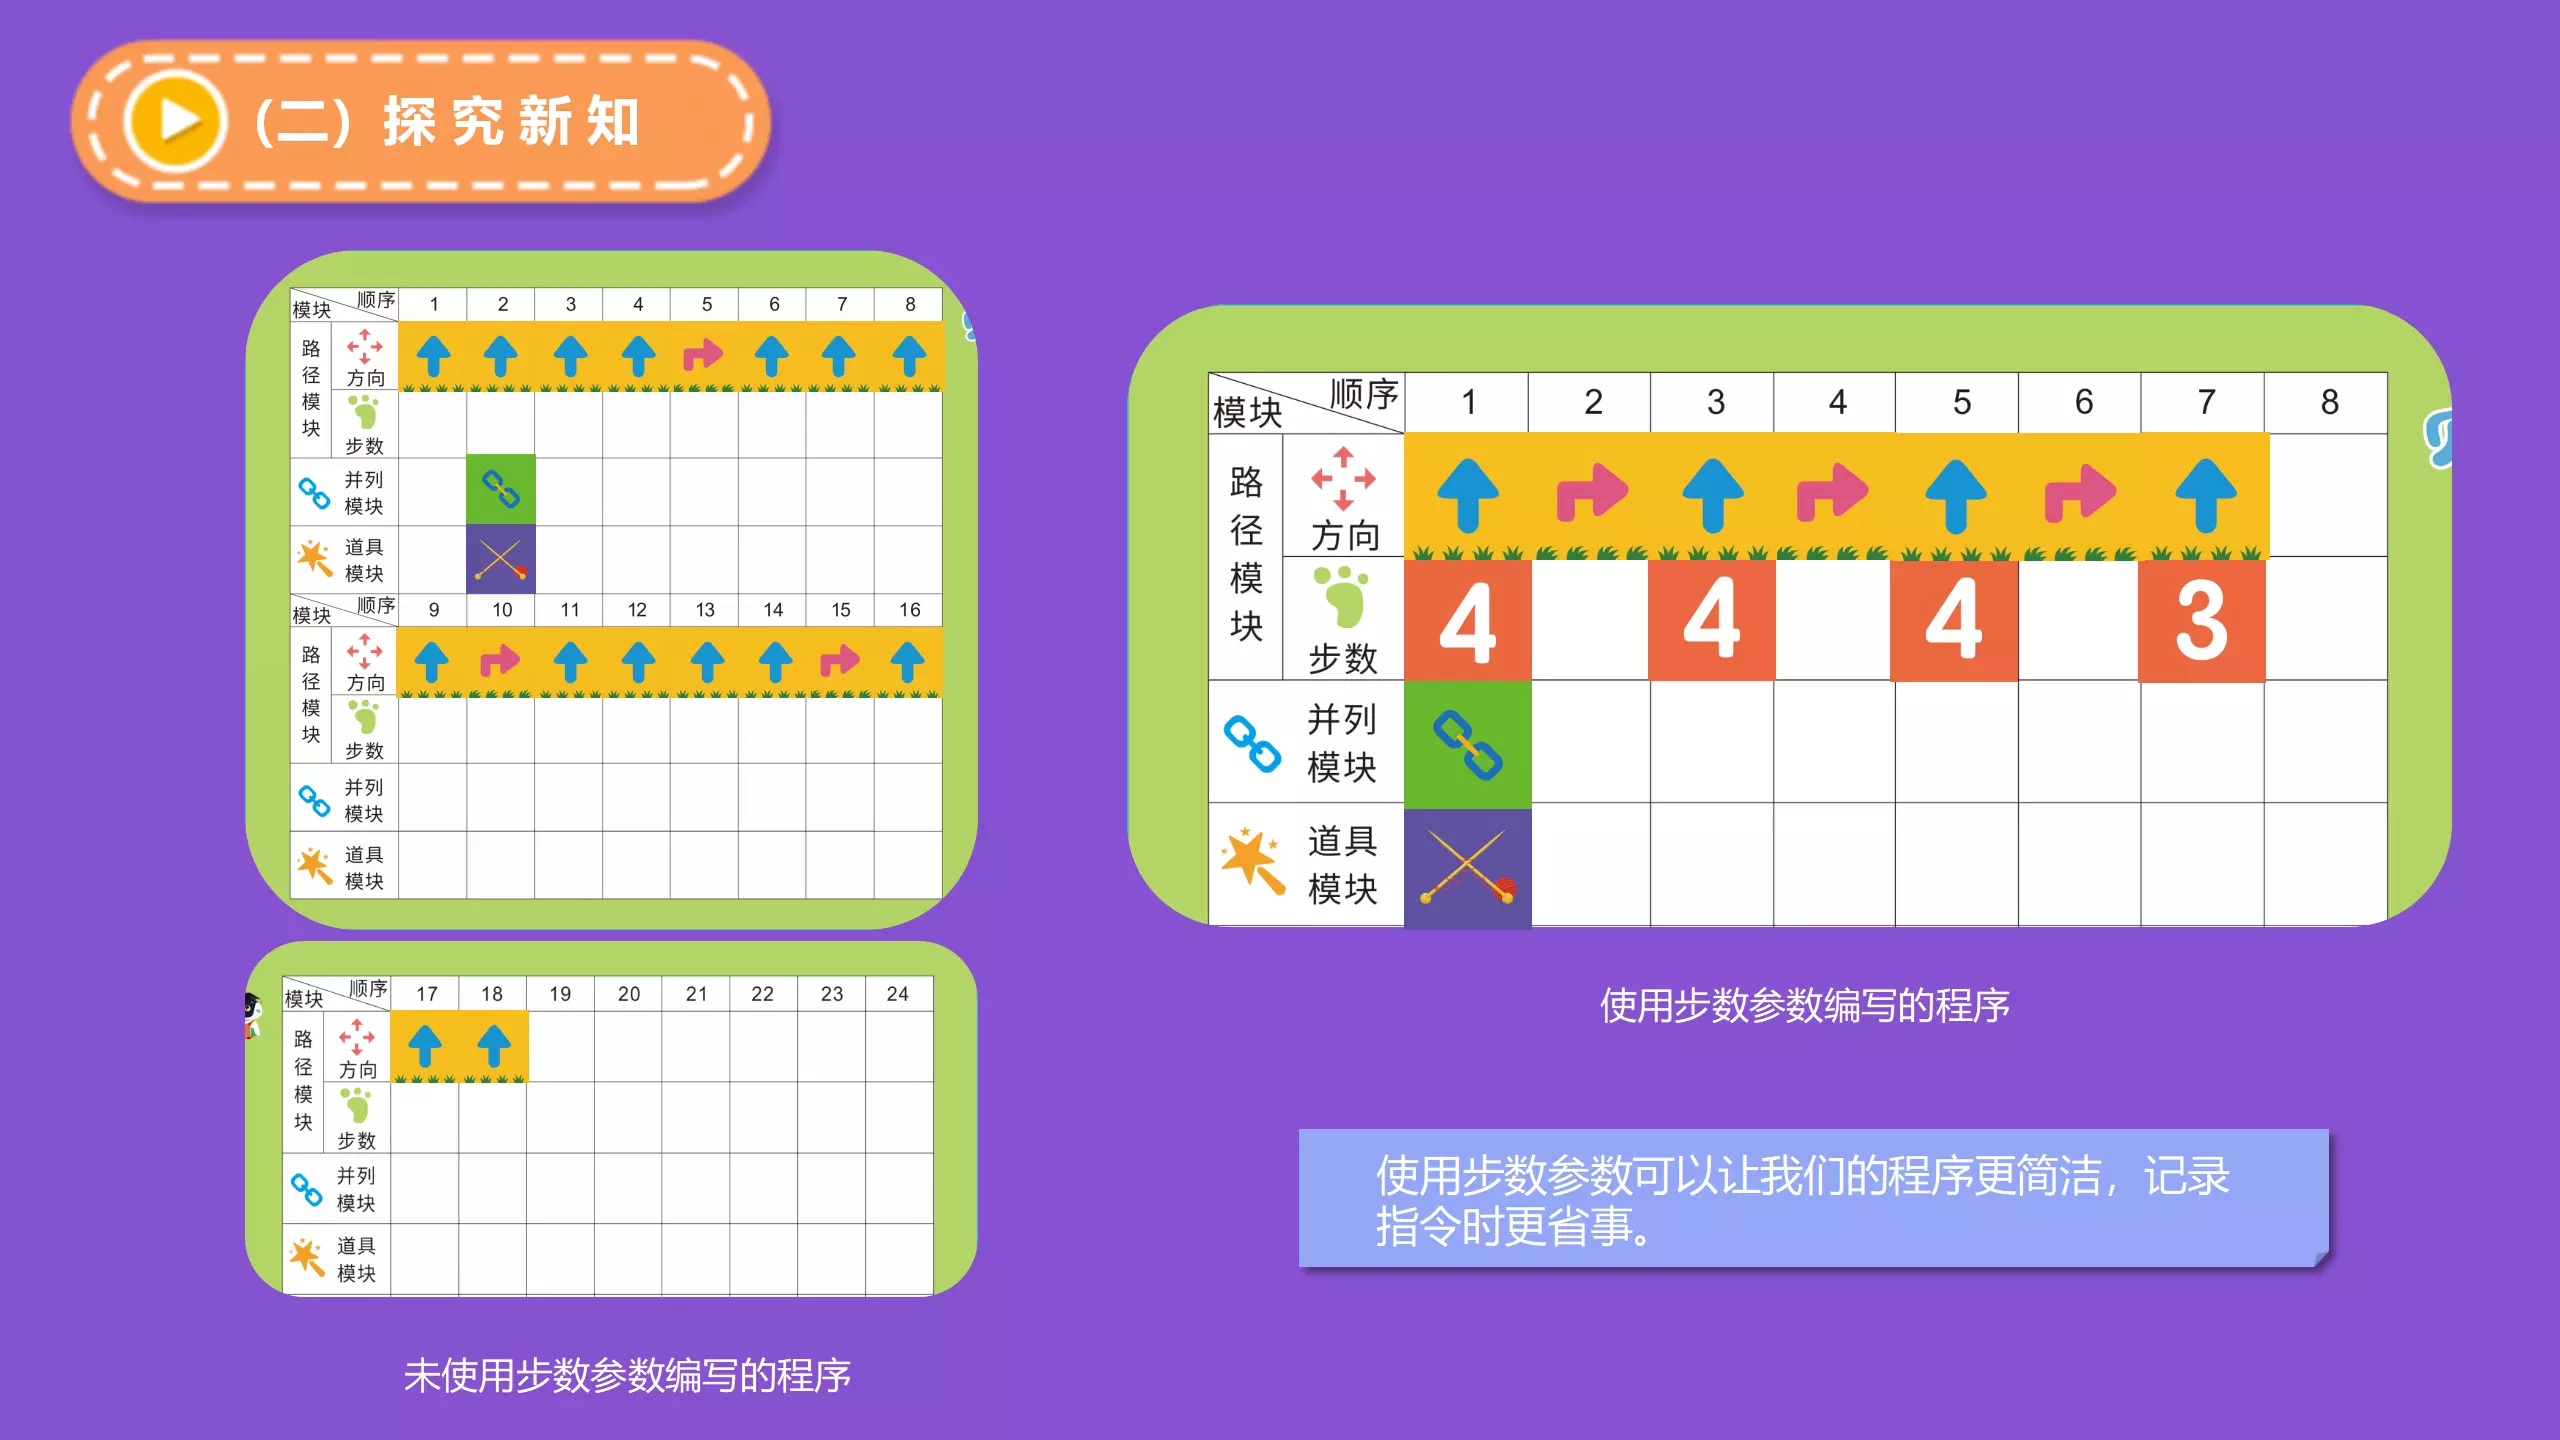 (二) 探究新知
模块 顺序 1 2 3 4 5 6 7 8
路径模块 方向
步数
并列模块
道具模块
模块 顺序 9 10 11 12 13 14 15 16
路径模块 方向
步数
并列模块
道具模块
模块 顺序 17 18 19 20 21 22 23 24
路径模块 方向
步数
并列模块
道具模块
未使用步数参数编写的程序
模块 顺序 1 2 3 4 5 6 7 8
路径模块 方向
步数 4 4 4 3
并列模块
道具模块
使用步数参数编写的程序
使用步数参数可以让我们的程序更简洁，记录
指令时更省事。